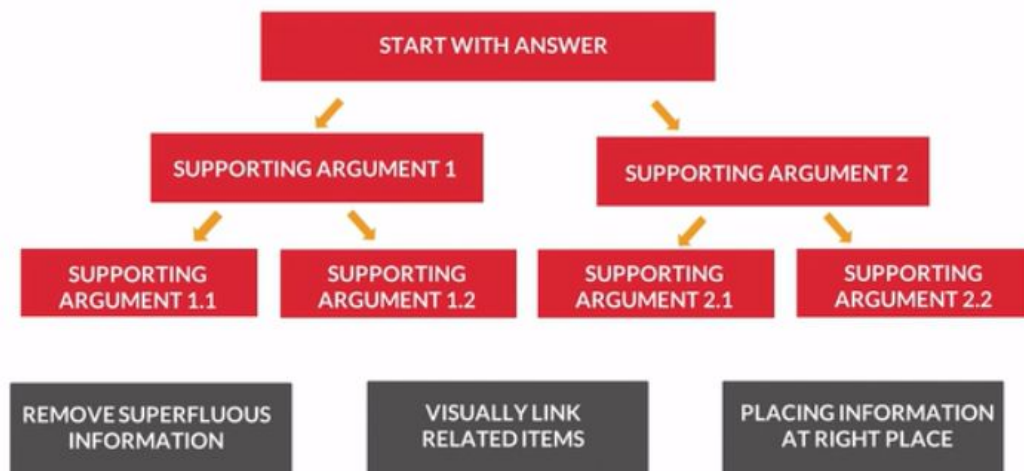 START WITH ANSWER
SUPPORTING ARGUMENT 1
SUPPORTING ARGUMENT 2
SUPPORTING
ARGUMENT 1.1
SUPPORTING
ARGUMENT 1.2
SUPPORTING
ARGUMENT 2.1
SUPPORTING
ARGUMENT 2.2
REMOVE SUPERFLUOUS
INFORMATION
VISUALLY LINK
RELATED ITEMS
PLACING INFORMATION
AT RIGHT PLACE